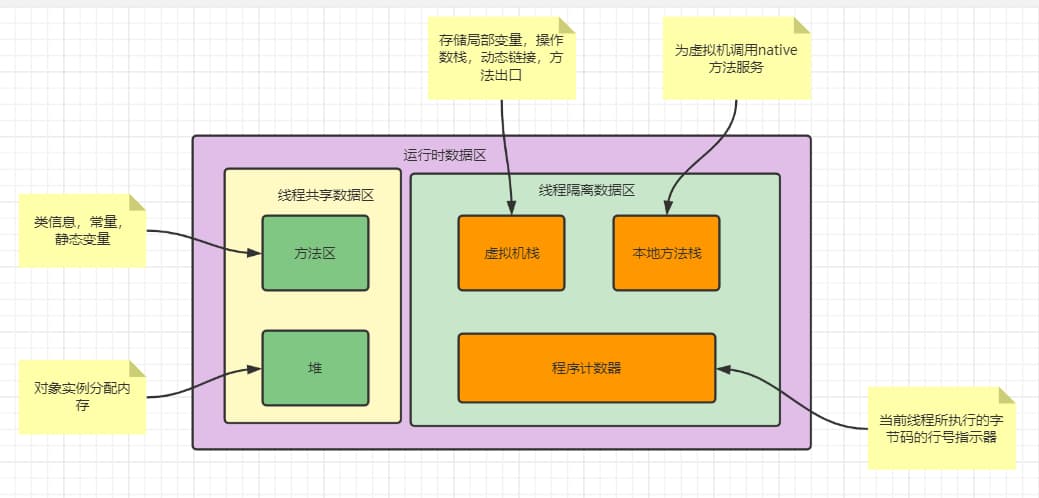 存储局部变量，操作
数栈，动态链接，方
法出口
为虚拟机调用native
方法服务
运行时数据区
线程共享数据区
线程隔离数据区
类信息，常量，
静态变量
方法区
虚拟机栈
本地方法栈
堆
程序计数器
对象实例分配内
存
当前线程所执行的字
节码的行号指示器